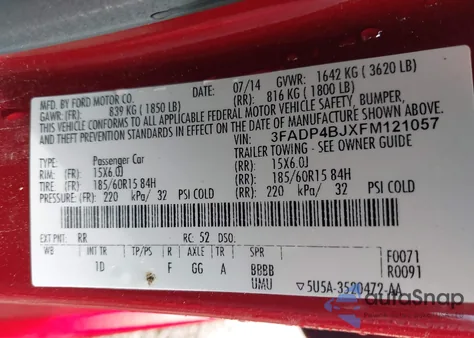 MFD. BY FORD MOTOR CO.
07/14 GVWR: 1642 KG ( 3620 LB)
GAWR: (FR) 839 KG ( 1850 LB) (RR) 816 KG ( 1800 LB)
THIS VEHICLE CONFORMS TO ALL APPLICABLE FEDERAL MOTOR VEHICLE SAFETY, BUMPER,
AND THEFT PREVENTION STANDARDS IN EFFECT ON THE DATE OF MANUFACTURE SHOWN ABOVE.
VIN: 3FADP4BJXFM121057
TYPE: Passenger Car TRAILER TOWING - SEE OWNER GUIDE
RIM: (FR) 15X6.0J (RR): 15X6.0J
TIRE: (FR) 185/60R15 84H (RR): 185/60R15 84H
PRESSURE: (FR) 220 kPa/ 32 PSI COLD (RR): 220 kPa/ 32 PSI COLD
EXT PNT: RR RC: 52 DSO:
WB INT TR TP/PS R AXLE TR SPR
1D F GG A BBBB
UMU
F0071
R0091
▽5U5A-3520472-AA
autoSnap